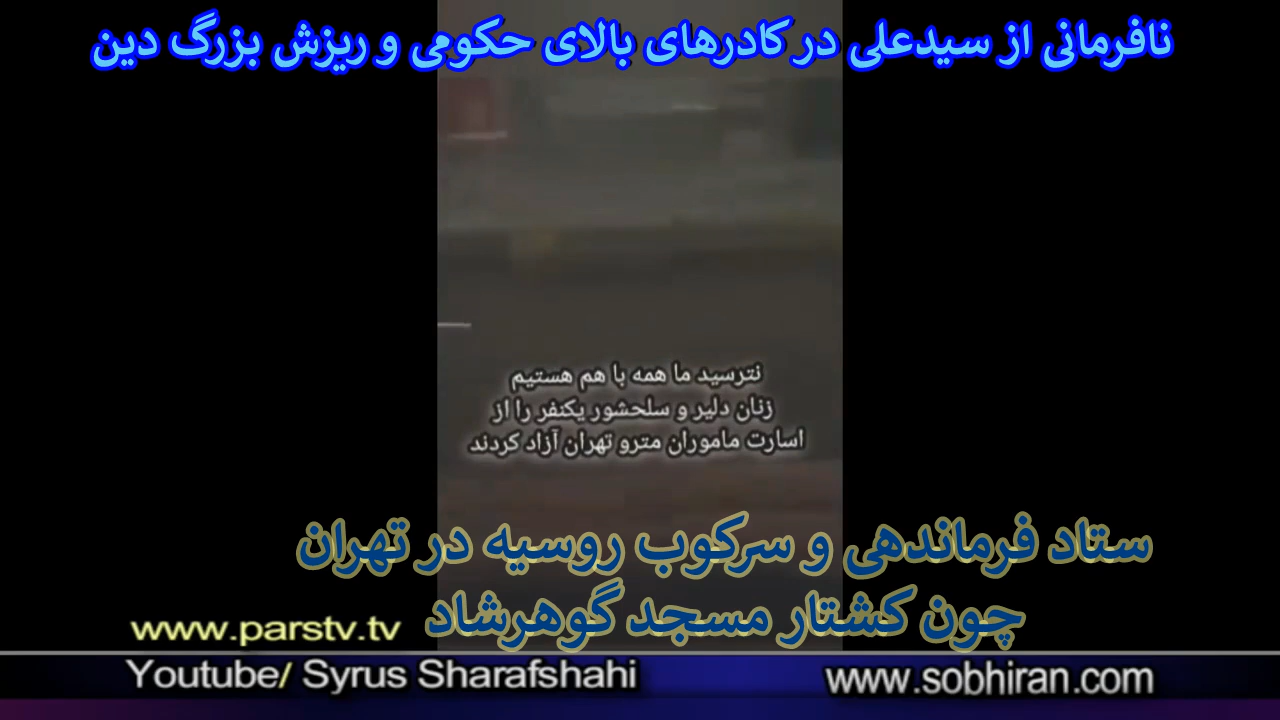 نافرمانی از سیدعلی در کادرهای بالای حکومی و ریزش بزرگ دین
نترسید ما همه با هم هستیم
زنان دلیر و سلحشور یکنفر را از
اسارت ماموران مترو تهران آزاد کردند
ستاد فرماندهی و سرکوب روسیه در تهران
چون کشتار مسجد گوهرشاد
www.parstv.tv
Youtube/ Syrus Sharafshahi
www.sobhiran.com